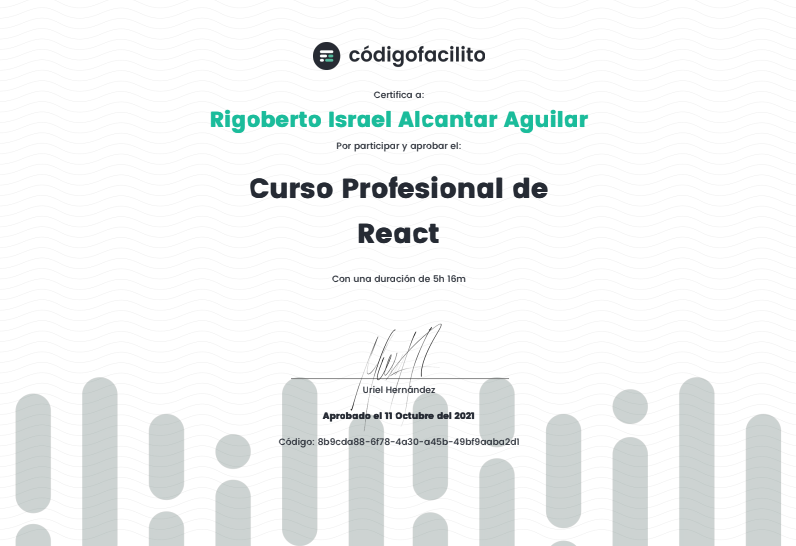 códigofacilito
Certifica a:
Rigoberto Israel Alcantar Aguilar
Por participar y aprobar el:
Curso Profesional de
React
Con una duración de 5h 16m
Uriel Hernández
Aprobado el 11 Octubre del 2021
Código: 8b9cda88-6f78-4a30-a45b-49bf9aaba2d1